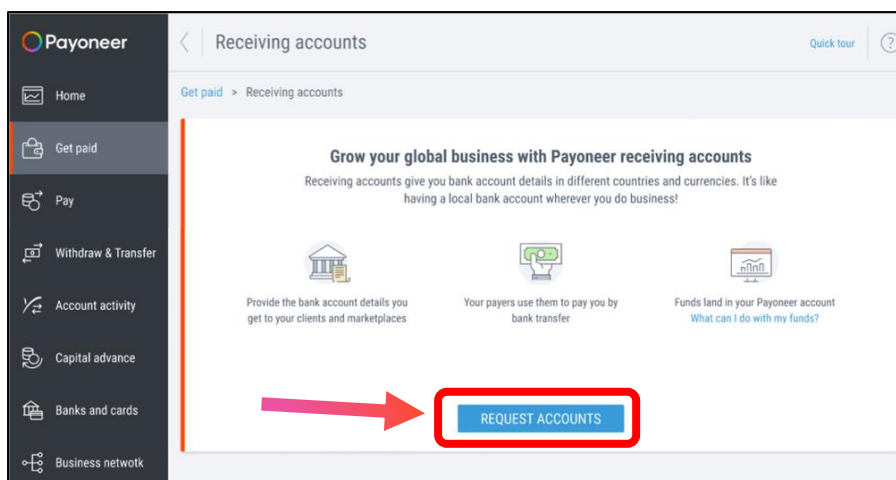 Payoneer
Receiving accounts
Quick tour
?
Home
Get paid > Receiving accounts
Get paid
Grow your global business with Payoneer receiving accounts
Receiving accounts give you bank account details in different countries and currencies. It's like
having a local bank account wherever you do business!
Pay
Withdraw & Transfer
Account activity
Provide the bank account details you
get to your clients and marketplaces
Your payers use them to pay you by
bank transfer
Funds land in your Payoneer account
What can I do with my funds?
Capital advance
Banks and cards
REQUEST ACCOUNTS
Business netwotk